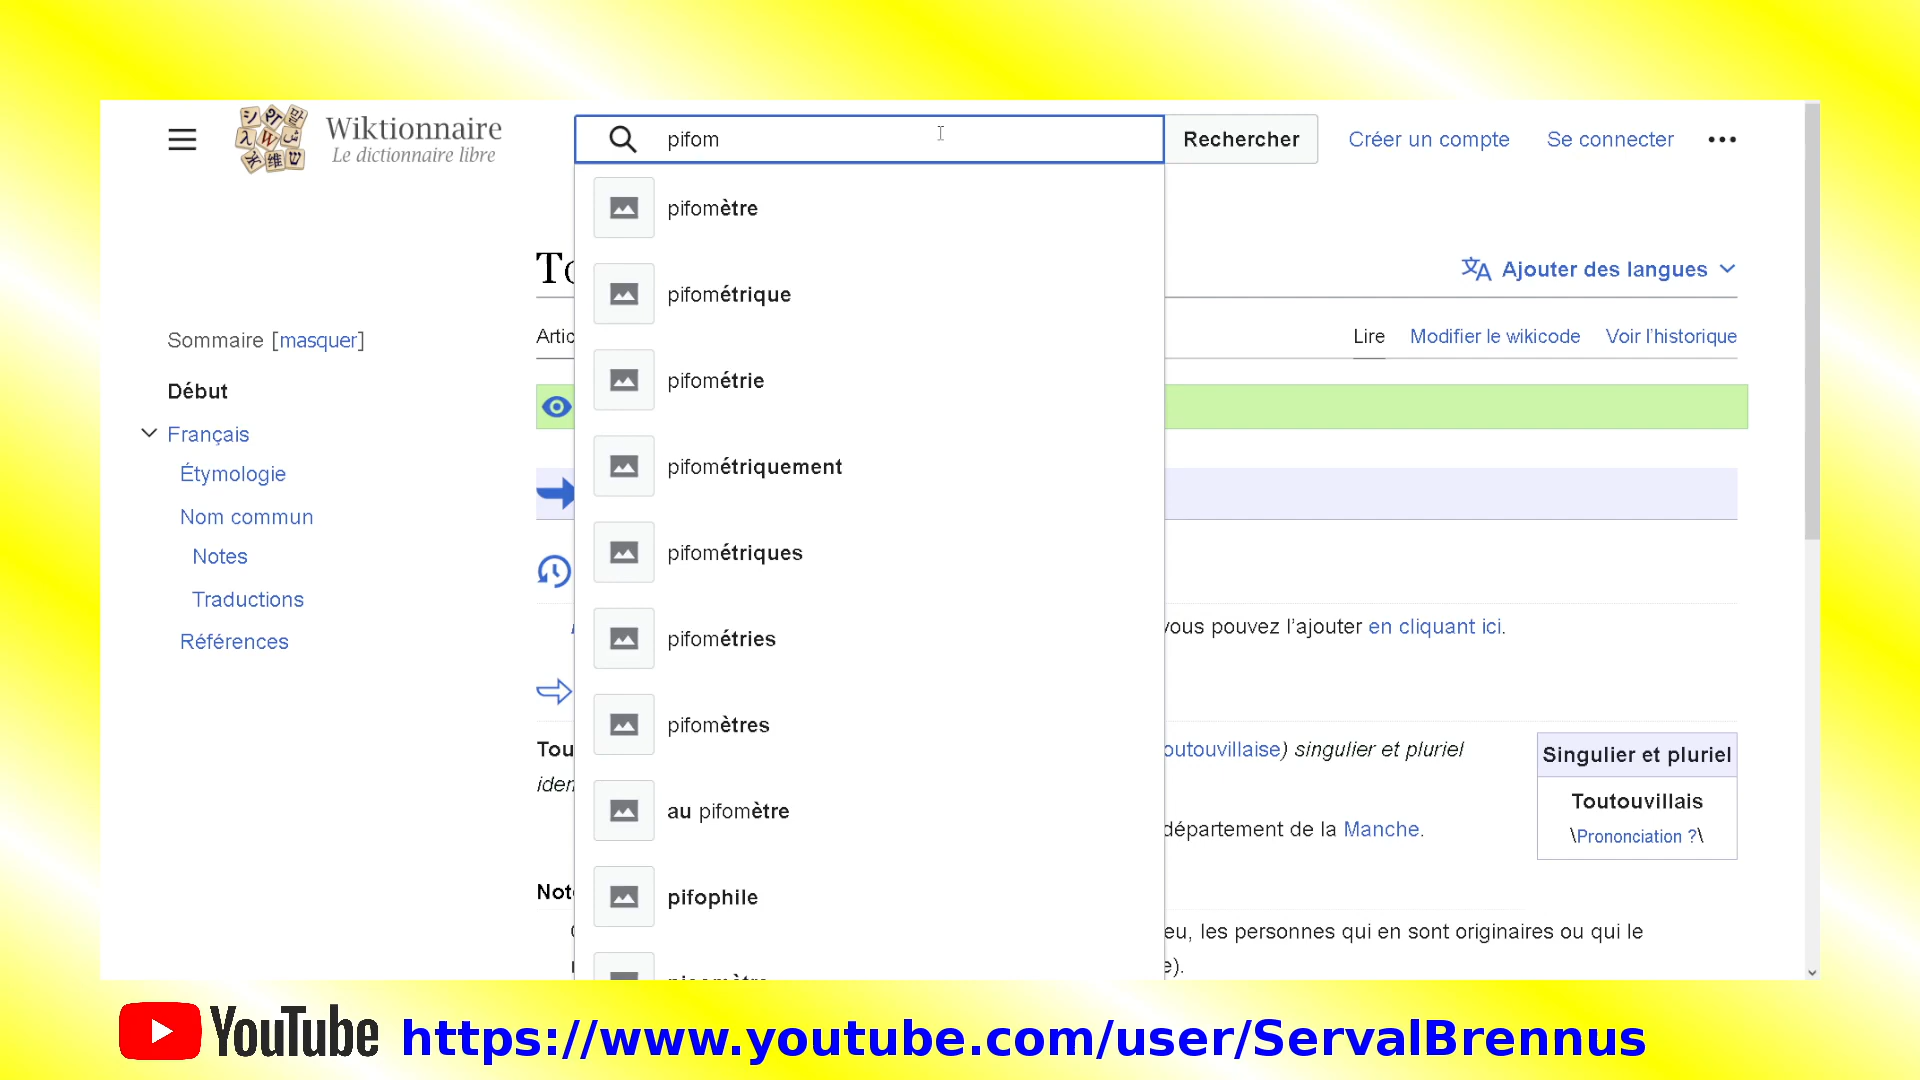 Wiktionnaire
Le dictionnaire libre
pifom
Rechercher
Créer un compte
Se connecter
pifomètre
pifométrique
pifométrie
pifométriquement
pifométriques
pifométries
pifomètres
au pifomètre
pifophile
Ajouter des langues
Lire
Modifier le wikicode
Voir l'historique
Sommaire [masquer]
Début
Français
Étymologie
Nom commun
Notes
Traductions
Références
vous pouvez l'ajouter en cliquant ici.
outouvillaise) singulier et pluriel
Singulier et pluriel
Toutouvillais
\Prononciation ?\
département de la Manche.
eu, les personnes qui en sont originaires ou qui le
YouTube
https://www.youtube.com/user/ServalBrennus